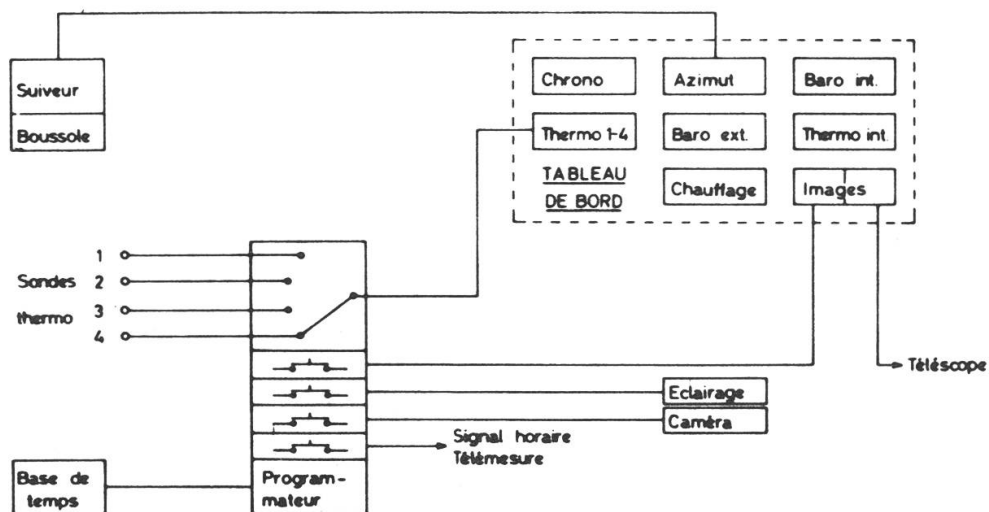 Suiveur
Boussole
Chrono
Azimut
Baro int.
Thermo 1-4
Baro ext.
Thermo int.
TABLEAU
DE BORD
Chauffage
Images
1
Sondes 2
thermo 3
4
Téléscope
Eclairage
Caméra
Signal horaire
Télémesure
Base de
temps
Program-
mateur